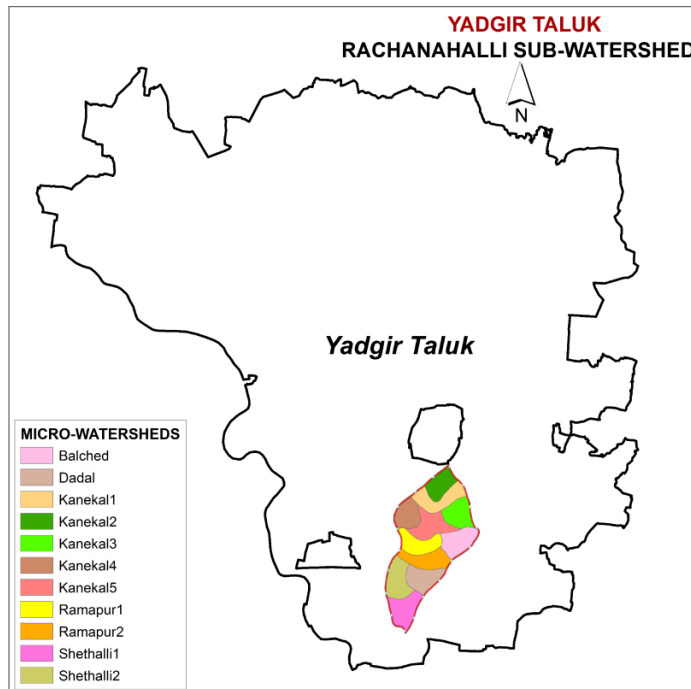 YADGIR TALUK
RACHANAHALLI SUB-WATERSHED
N
Yadgir Taluk
MICRO-WATERSHEDS
Balched
Dadal
Kanekal1
Kanekal2
Kanekal3
Kanekal4
Kanekal5
Ramapur1
Ramapur2
Shethalli1
Shethalli2